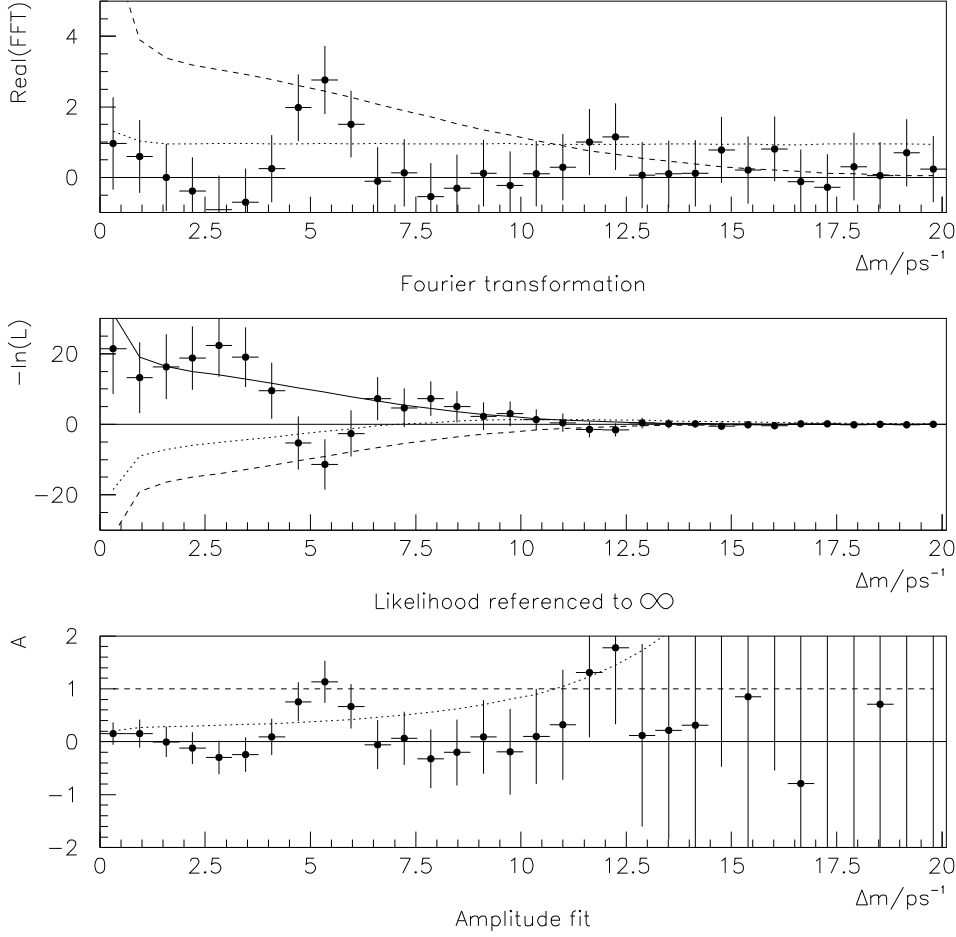 Real(FFT)
4
2
0
0 2.5 5 7.5 10 12.5 15 17.5 20
Δm/ps⁻¹
Fourier transformation
−ln(L)
20
0
−20
0 2.5 5 7.5 10 12.5 15 17.5 20
Δm/ps⁻¹
Likelihood referenced to ∞
A
2
1
0
−1
−2
0 2.5 5 7.5 10 12.5 15 17.5 20
Δm/ps⁻¹
Amplitude fit